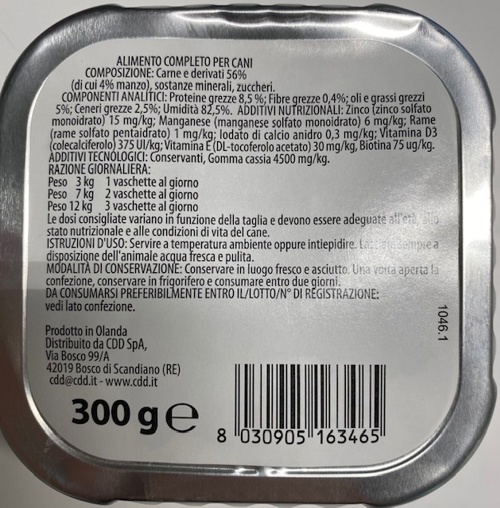 ALIMENTO COMPLETO PER CANI
COMPOSIZIONE: Carne e derivati 56%
(di cui 4% manzo), sostanze minerali, zuccheri.
COMPONENTI ANALITICI: Proteine grezze 8,5 %; Fibre grezze 0,4%; oli e grassi grezzi
5%; Ceneri grezze 2,5%; Umidità 82,5%. ADDITIVI NUTRIZIONALI: Zinco (zinco solfato
monoidrato) 15 mg/kg; Manganese (manganese solfato monoidrato) 6 mg/kg; Rame
(rame solfato pentaidrato) 1 mg/kg; Iodato di calcio anidro 0,3 mg/kg; Vitamina D3
(colecalciferolo) 375 UI/kg; Vitamina E (DL-tocoferolo acetato) 30 mg/kg, Biotina 75 ug/kg.
ADDITIVI TECNOLOGICI: Conservanti, Gomma cassia 4500 mg/kg.
RAZIONE GIORNALIERA:
Peso 3 kg 1 vaschette al giorno
Peso 7 kg 2 vaschette al giorno
Peso 12 kg 3 vaschette al giorno
Le dosi consigliate variano in funzione della taglia e devono essere adeguate all'età, allo
stato nutrizionale e alle condizioni di vita del cane.
ISTRUZIONI D'USO: Servire a temperatura ambiente oppure intiepidire. Lasciare sempre a
disposizione dell'animale acqua fresca e pulita.
MODALITÀ DI CONSERVAZIONE: Conservare in luogo fresco e asciutto. Una volta aperta la
confezione, conservare in frigorifero e consumare entro due giorni.
DA CONSUMARSI PREFERIBILMENTE ENTRO IL/LOTTO/N° DI REGISTRAZIONE:
vedi lato confezione.
1046.1
Prodotto in Olanda
Distribuito da CDD SpA,
Via Bosco 99/A
42019 Bosco di Scandiano (RE)
cdd@cdd.it - www.cdd.it
300 g e
8 030905 163465